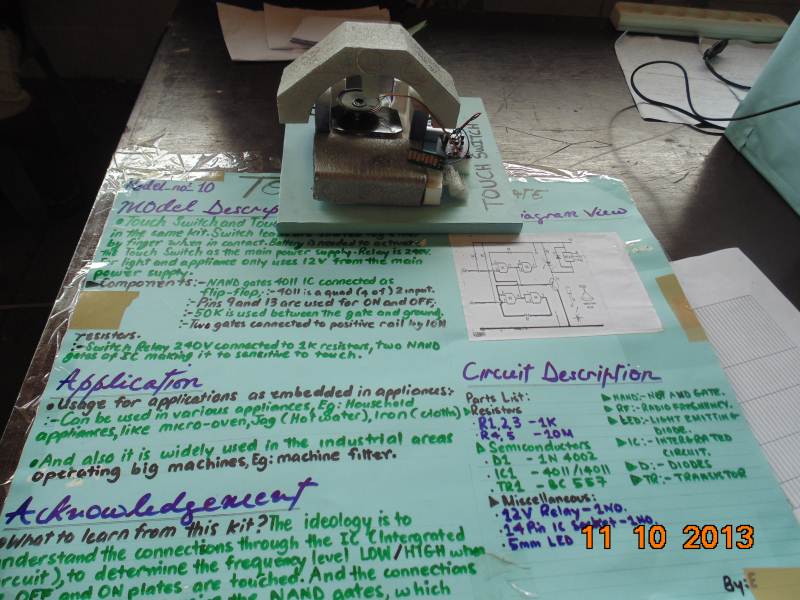 Model no: 10
TOUCH SWITCH
Model Descrip
Diagram View
• Touch Switch and Tou
in the same kit. Switch
by finger when in contact. Battery is needed to activate
the Touch Switch as the main power supply. Relay is 240v
for light and appliance only uses 12V from the main
power supply.
Components:- NAND gates 4011 IC connected as
Flip-Flop; :- 4011 is a quad (4 of) 2 input.
:- Pins 9 and 13 are used for ON and OFF.
:- 50K is used between the gate and ground.
:- Two gates connected to positive rail by 10M
resistors.
:- Switch Relay 240V connected to 1K resistors, two NAND
gates of IC making it to sensitive to touch.
Application
• Usage for applications as embedded in appliances:-
:- Can be used in various appliances, Eg: Household
appliances, like micro-oven, Jag (Hot water), Iron (cloth)
• And also it is widely used in the industrial areas
operating big machines, Eg: machine filter.
Acknowledgement
• What to learn from this kit? The ideology is to
understand the connections through the IC (Intergrated
circuit), to determine the frequency level LOW/HIGH when
OFF and ON plates are touched. And the connections
the NAND gates, which
Circuit Description
Parts List:
Resistors
R1,2,3 - 1K
R4,5 - 10M
Semiconductors
D1 - 1N 4002
IC1 - 4011/14011
TR1 - BC 557
Miscellaneous:
12V Relay - 1NO.
14 Pin IC Socket - 1NO.
5mm LED
NAND:- NOT AND GATE.
RF:- RADIO FREQUENCY.
LED:- LIGHT EMITTING
DIODE.
IC:- INTERGRATED
CIRCUIT.
D:- DIODES
TR:- TRANSISTOR
By:
11 10 2013